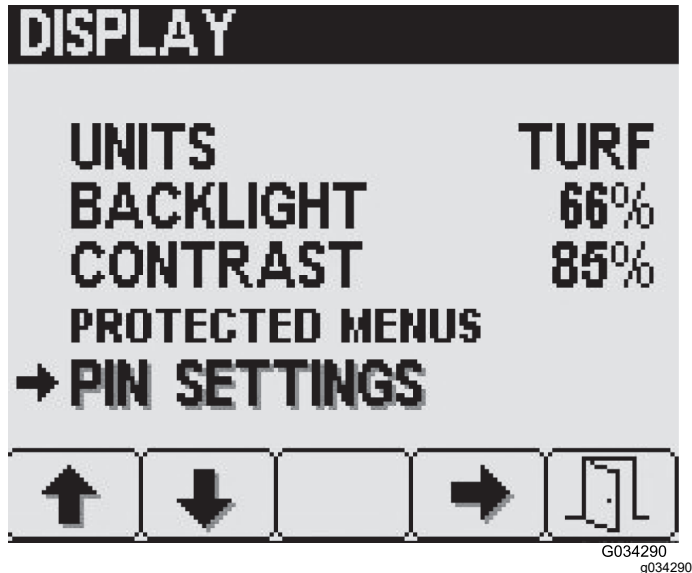 DISPLAY
UNITS TURF
BACKLIGHT 66%
CONTRAST 85%
PROTECTED MENUS
PIN SETTINGS
G034290
g034290